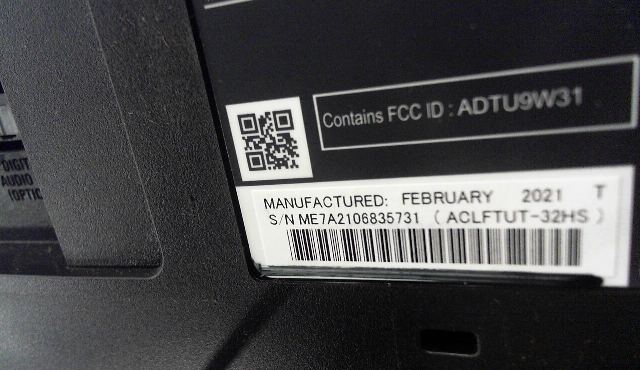 Contains FCC ID : ADTU9W31
MANUFACTURED: FEBRUARY 2021 T
S/N ME7A2106835731 ( ACLFTUT-32HS )
DIGIT
AUDIO
(OPTIC